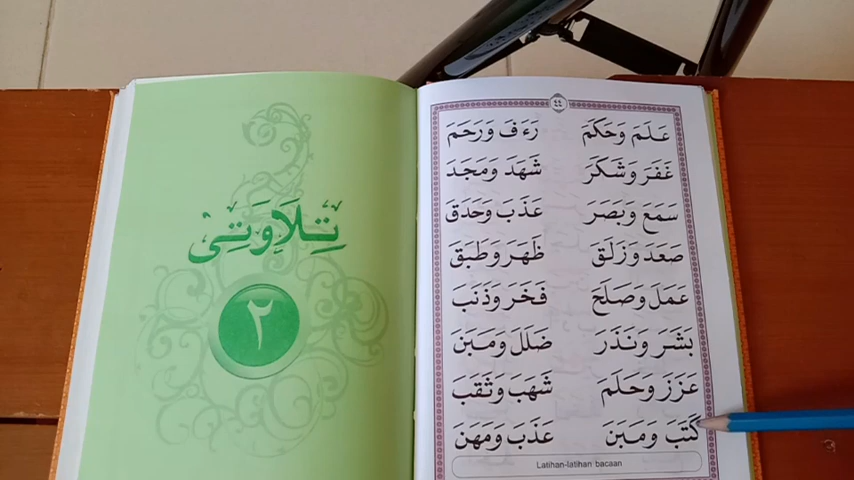 تِلَاوَتِى
٢
٤٤
عَلَمَ وَحَكَمَ رَءَفَ وَرَحَمَ
غَفَرَ وَشَكَرَ شَهَدَ وَمَجَدَ
سَمَعَ وَبَصَرَ عَذَبَ وَحَدَقَ
صَعَدَ وَزَلَقَ ظَهَرَ وَطَبَقَ
عَمَلَ وَصَلَحَ فَخَرَ وَذَنَبَ
بَشَرَ وَنَذَرَ ضَلَلَ وَمَبَنَ
عَزَزَ وَحَلَمَ شَهَبَ وَثَقَبَ
كَتَبَ وَمَبَنَ عَذَبَ وَمَهَنَ
Latihan-latihan bacaan